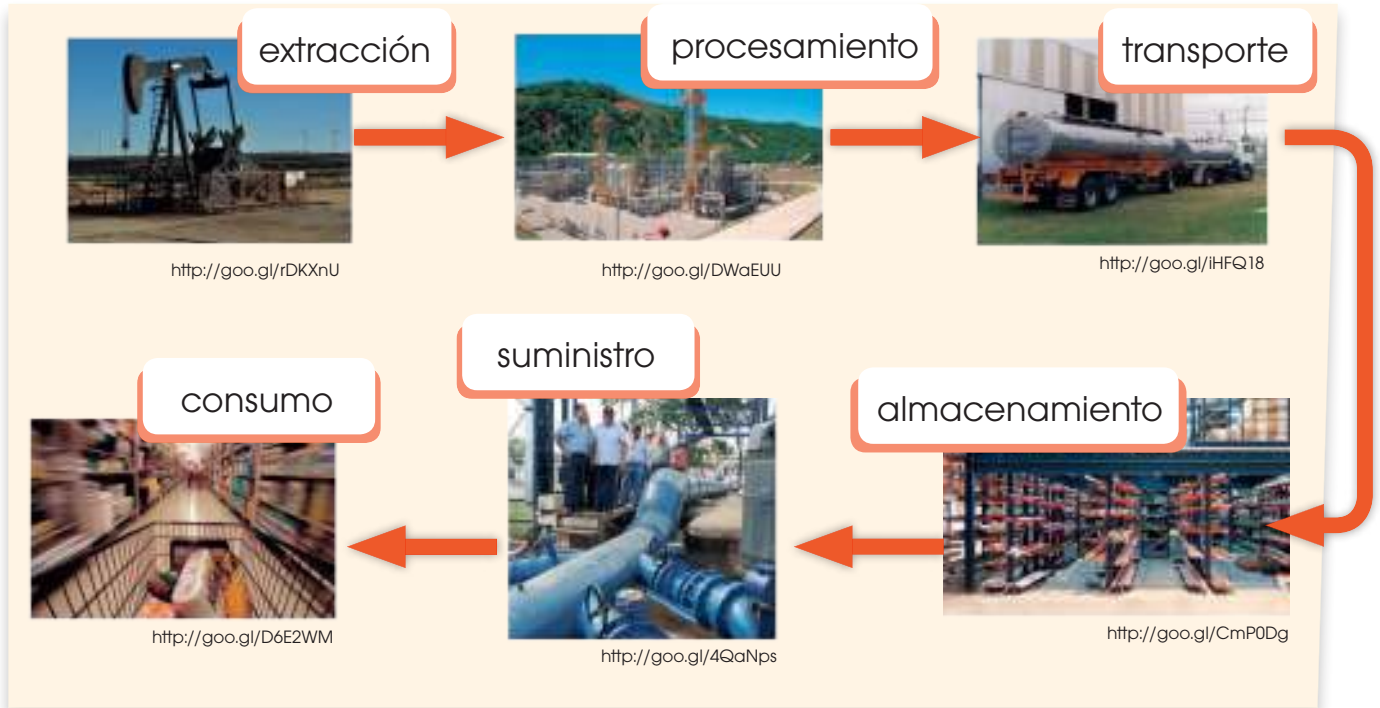 extracción
procesamiento
transporte
http://goo.gl/rDKXnU
http://goo.gl/DWaEUU
http://goo.gl/iHFQ18
almacenamiento
suministro
consumo
http://goo.gl/CmP0Dg
http://goo.gl/4QaNps
http://goo.gl/D6E2WM